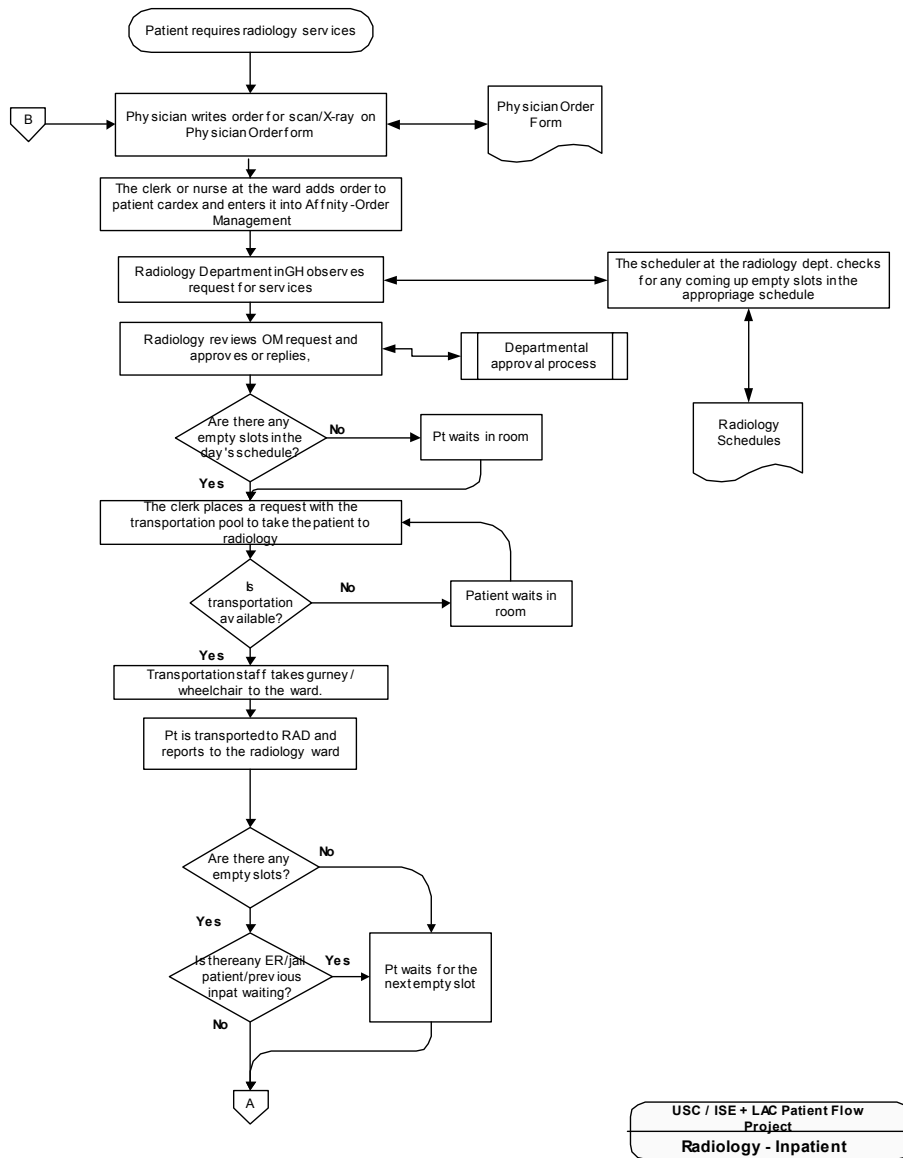 Patient requires radiology services
B
Physician writes order for scan/X-ray on
Physician Order form
Physician Order
Form
The clerk or nurse at the ward adds order to
patient cardex and enters it into Affnity -Order
Management
Radiology Department in GH observes
request for services
The scheduler at the radiology dept. checks
for any coming up empty slots in the
appropriage schedule
Radiology reviews OM request and
approves or replies,
Departmental
approval process
Radiology
Schedules
Are there any
empty slots in the
day's schedule?
No
Pt waits in room
Yes
The clerk places a request with the
transportation pool to take the patient to
radiology
Is
transportation
available?
No
Patient waits in
room
Yes
Transportation staff takes gurney /
wheelchair to the ward.
Pt is transported to RAD and
reports to the radiology ward
Are there any
empty slots?
No
Yes
Is there any ER/jail
patient/previous
inpat waiting?
Yes
Pt waits for the
next empty slot
No
A
USC / ISE + LAC Patient Flow
Project
Radiology - Inpatient